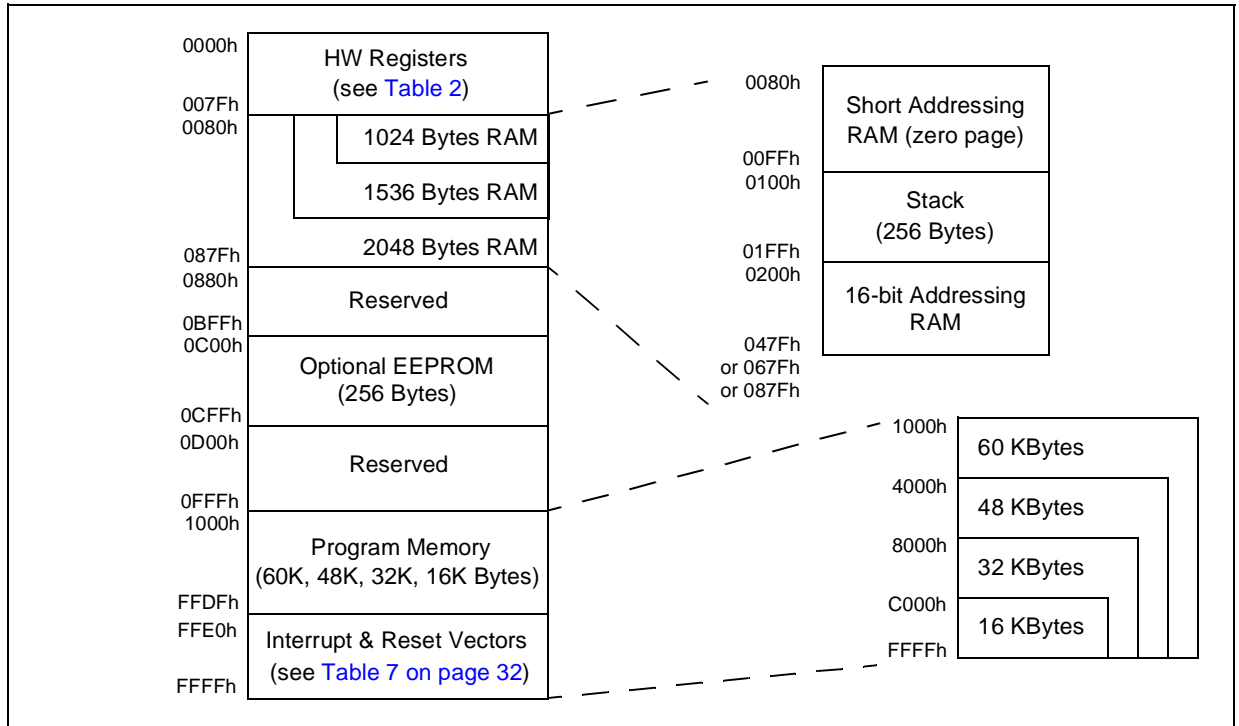 0000h
HW Registers
(see Table 2)
007Fh
0080h
1024 Bytes RAM
1536 Bytes RAM
2048 Bytes RAM
087Fh
0880h
Reserved
0BFFh
0C00h
Optional EEPROM
(256 Bytes)
0CFFh
0D00h
Reserved
0FFFh
1000h
Program Memory
(60K, 48K, 32K, 16K Bytes)
FFDFh
FFE0h
Interrupt & Reset Vectors
(see Table 7 on page 32)
FFFFh
0080h
Short Addressing
RAM (zero page)
00FFh
0100h
Stack
(256 Bytes)
01FFh
0200h
16-bit Addressing
RAM
047Fh
or 067Fh
or 087Fh
1000h
60 KBytes
4000h
48 KBytes
8000h
32 KBytes
C000h
16 KBytes
FFFFh